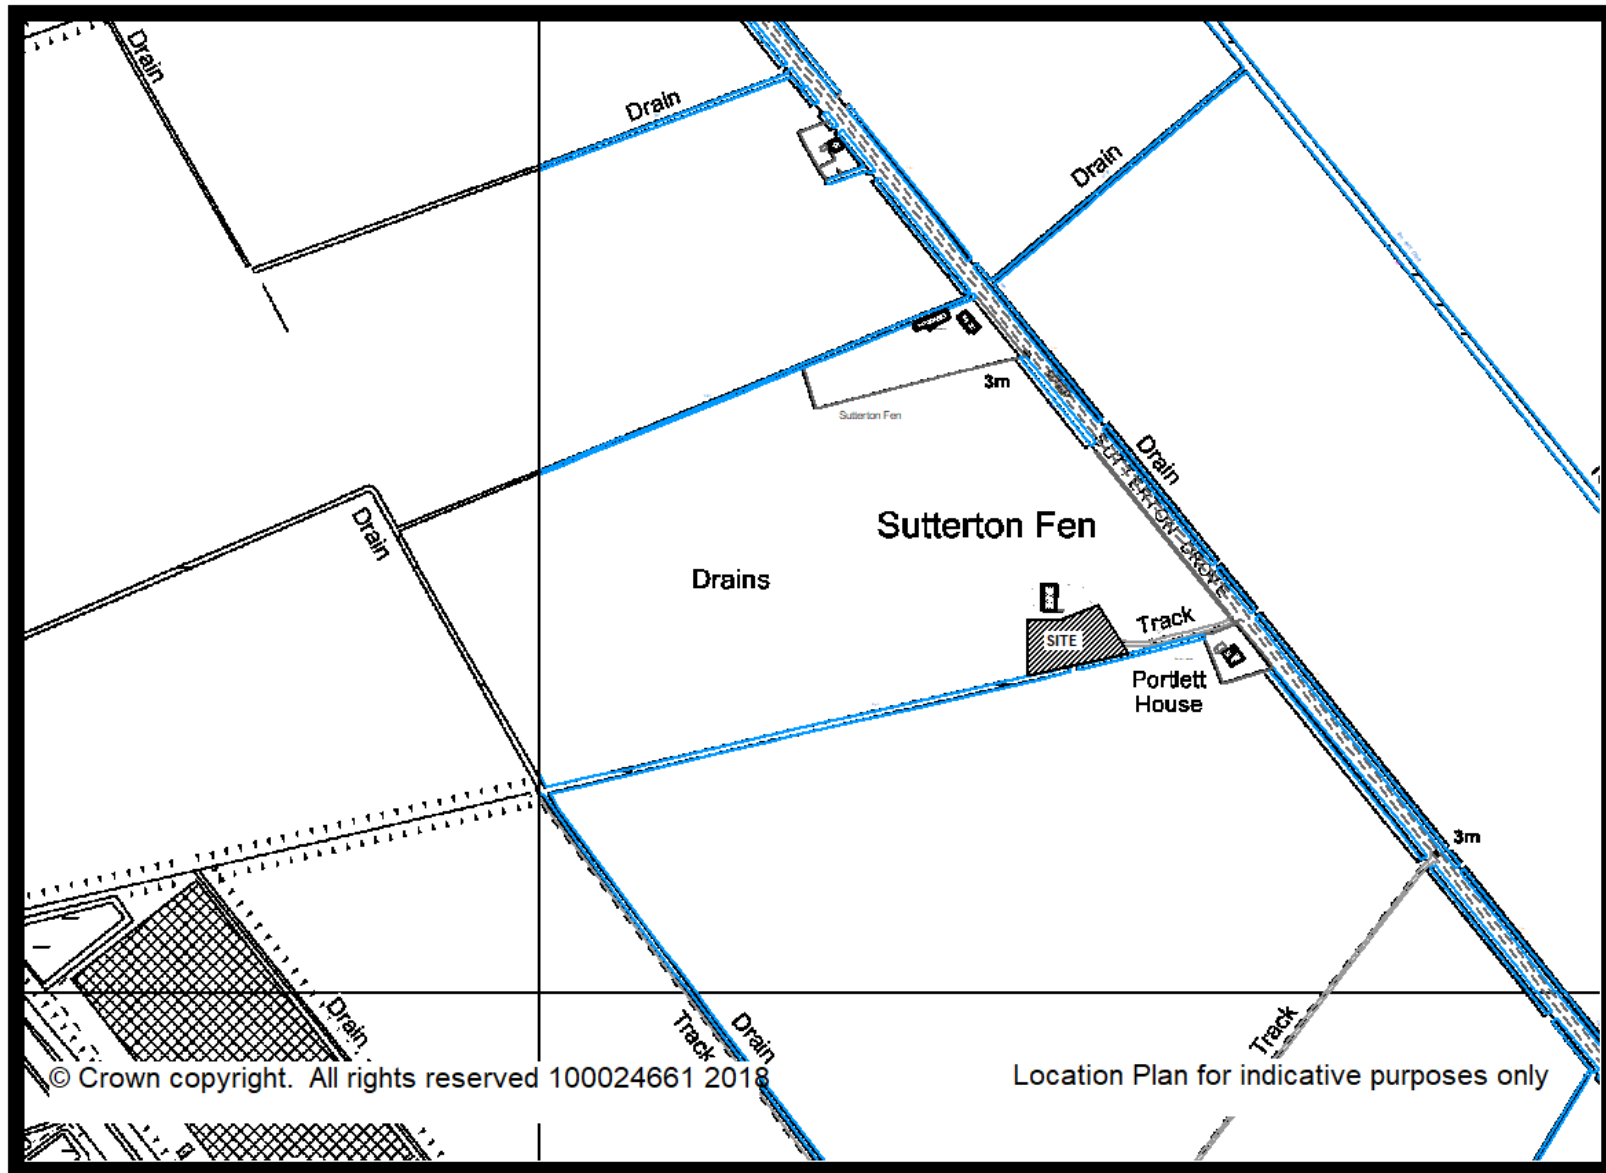 Drain
Drain
Drain
3m
Sutterton Fen
Drain
SUTTERTON DROVE
Sutterton Fen
Drain
Drains
Track
SITE
Portlett
House
3m
Drain
Track
Drain
Track
© Crown copyright. All rights reserved 100024661 2018
Location Plan for indicative purposes only